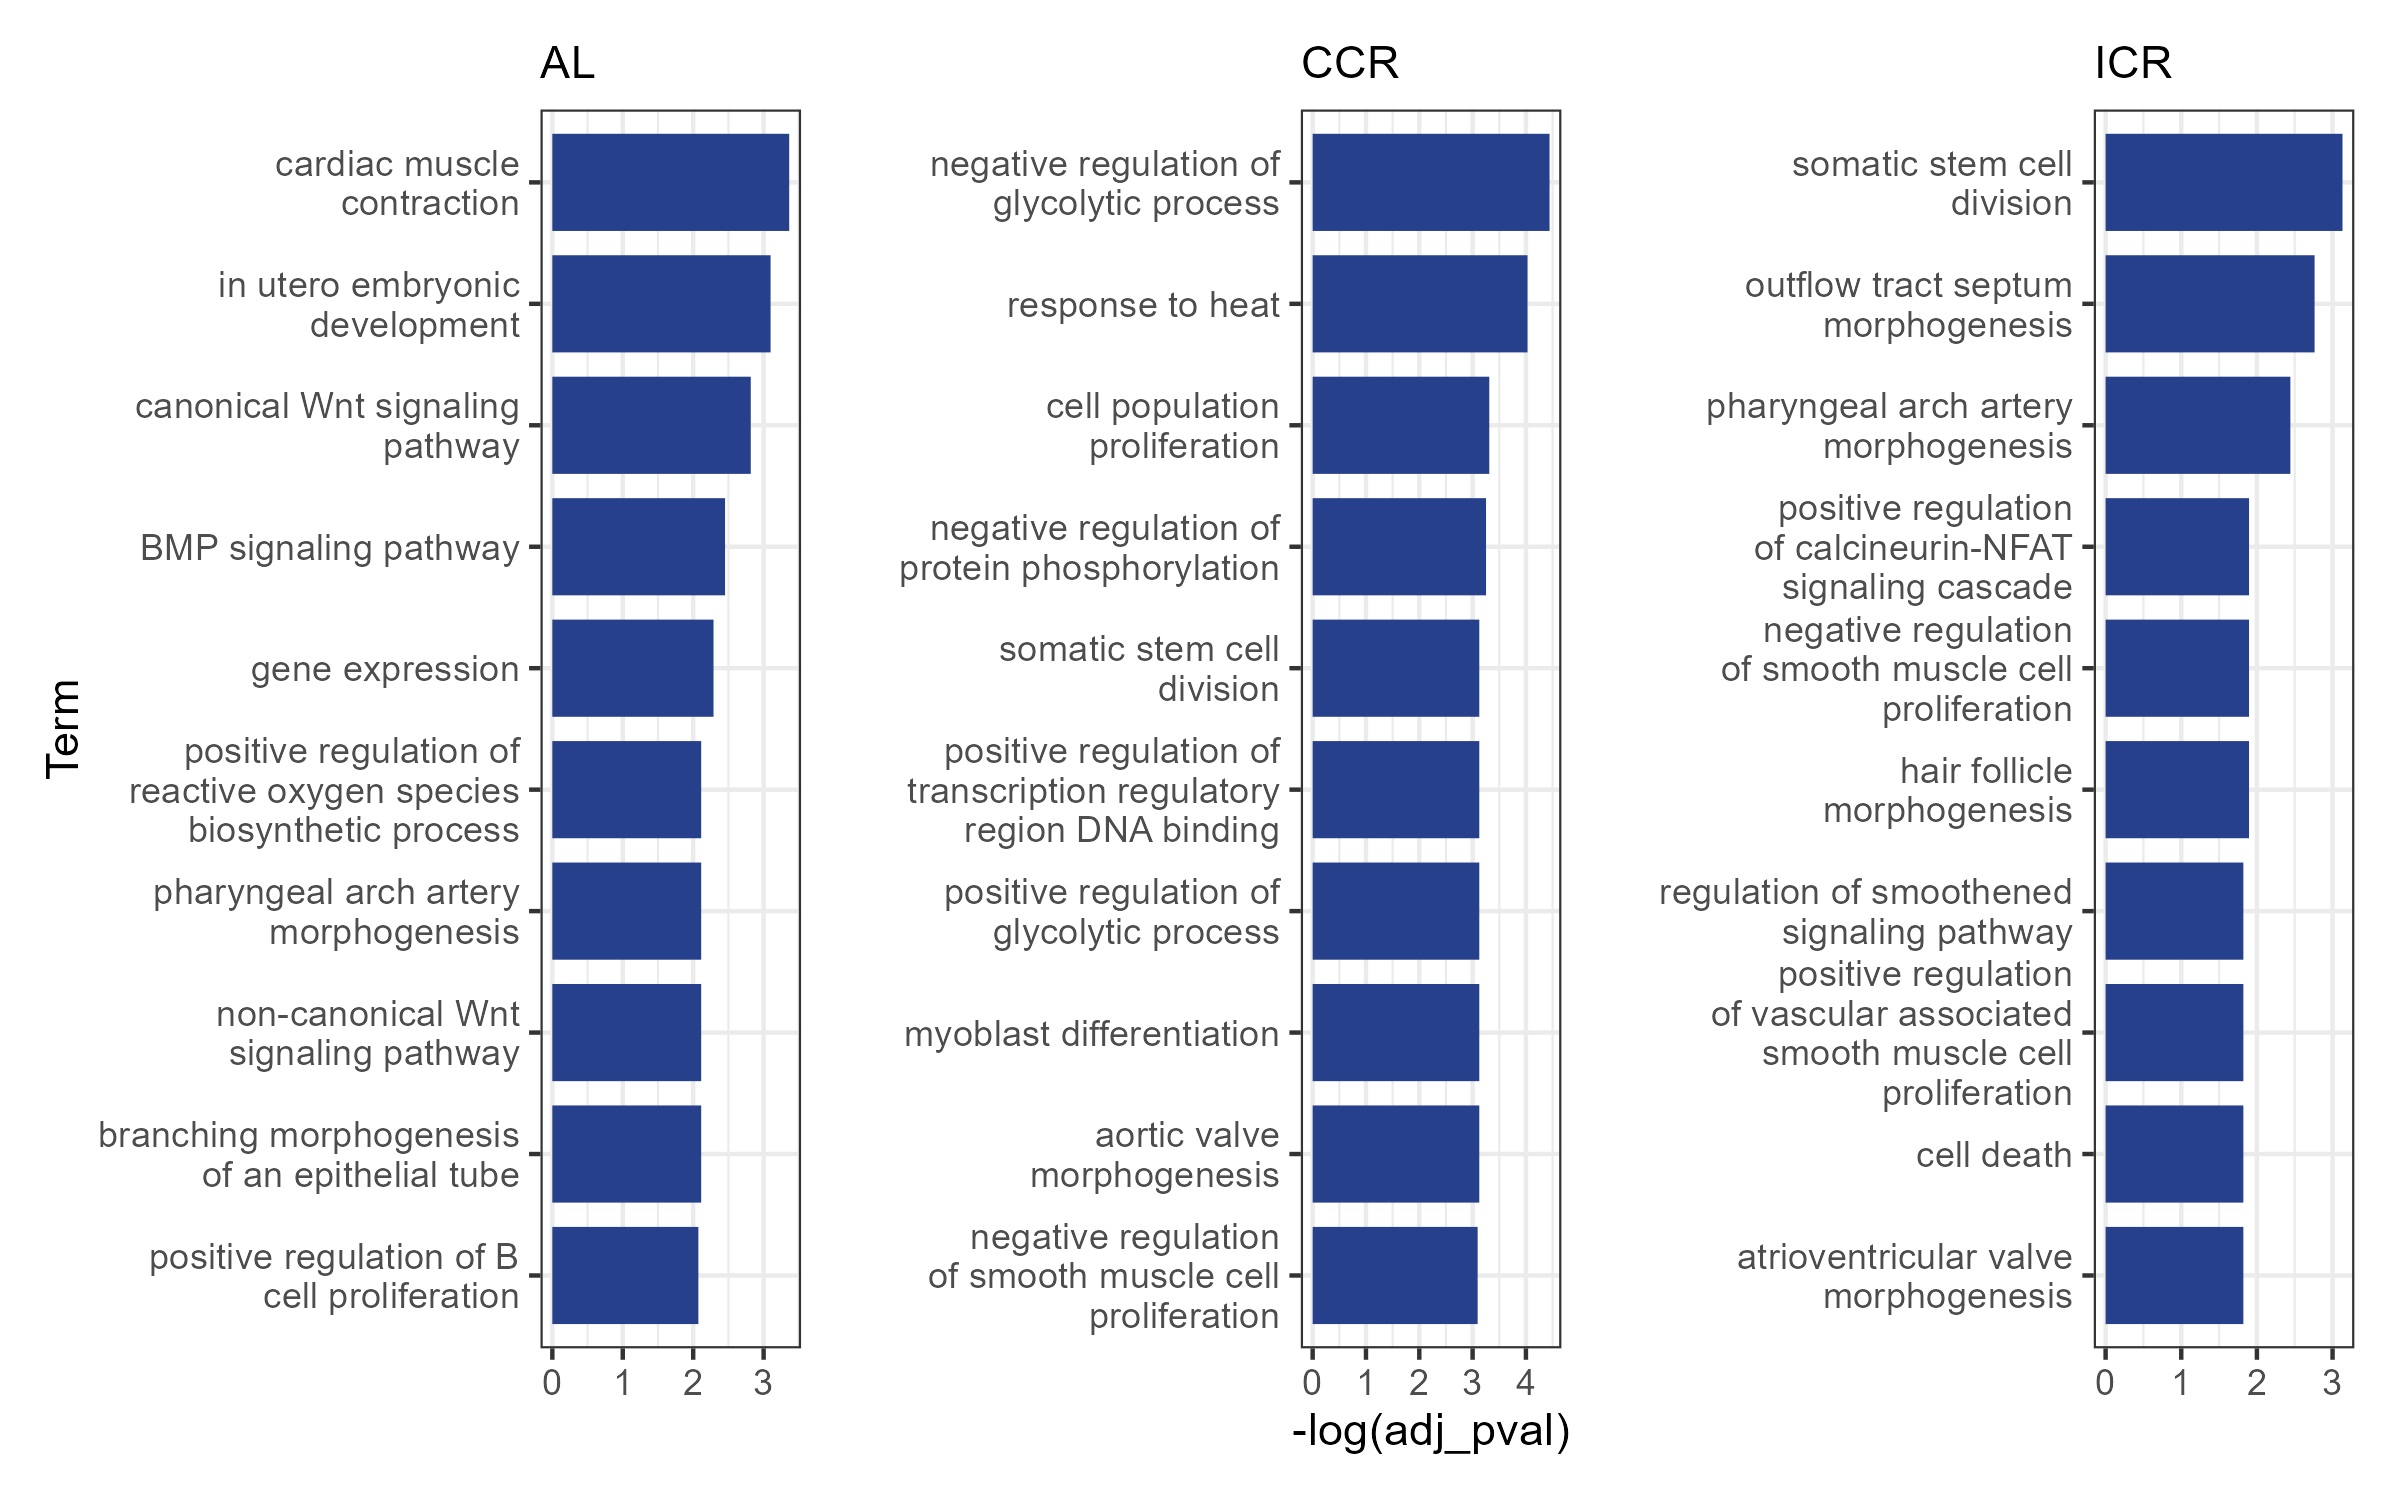 AL
CCR
ICR
Term
cardiac muscle
contraction
in utero embryonic
development
canonical Wnt signaling
pathway
BMP signaling pathway
gene expression
positive regulation of
reactive oxygen species
biosynthetic process
pharyngeal arch artery
morphogenesis
non-canonical Wnt
signaling pathway
branching morphogenesis
of an epithelial tube
positive regulation of B
cell proliferation
0 1 2 3
negative regulation of
glycolytic process
response to heat
cell population
proliferation
negative regulation of
protein phosphorylation
somatic stem cell
division
positive regulation of
transcription regulatory
region DNA binding
positive regulation of
glycolytic process
myoblast differentiation
aortic valve
morphogenesis
negative regulation
of smooth muscle cell
proliferation
0 1 2 3 4
somatic stem cell
division
outflow tract septum
morphogenesis
pharyngeal arch artery
morphogenesis
positive regulation
of calcineurin-NFAT
signaling cascade
negative regulation
of smooth muscle cell
proliferation
hair follicle
morphogenesis
regulation of smoothened
signaling pathway
positive regulation
of vascular associated
smooth muscle cell
proliferation
cell death
atrioventricular valve
morphogenesis
0 1 2 3
-log(adj_pval)